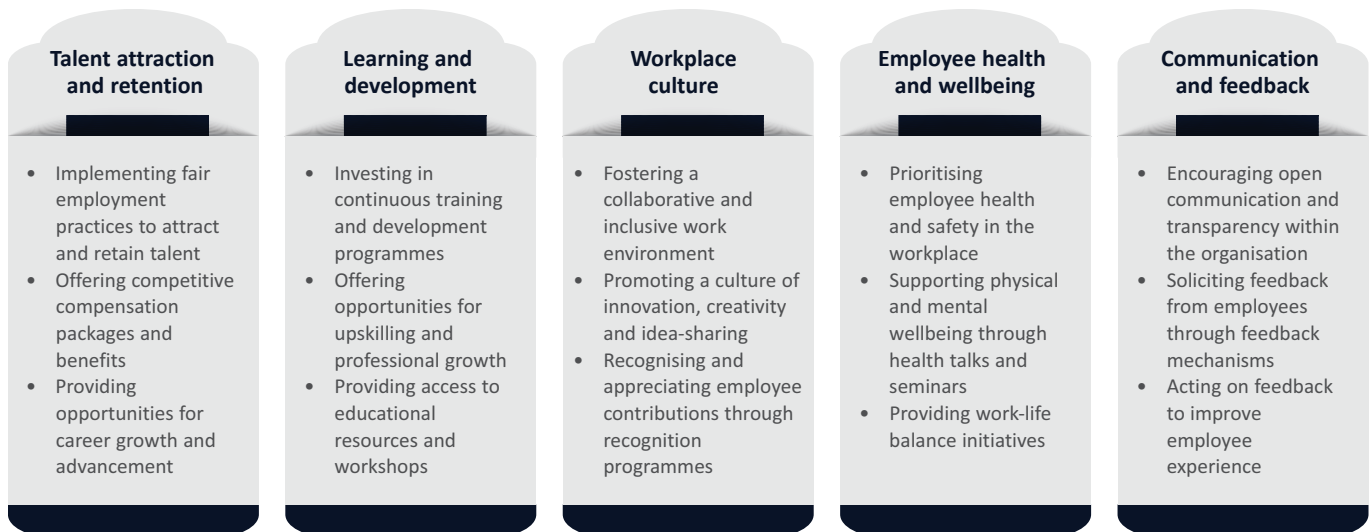 Talent attraction
and retention
• Implementing fair
employment
practices to attract
and retain talent
• Offering competitive
compensation
packages and
benefits
• Providing
opportunities for
career growth and
advancement
Learning and
development
• Investing in
continuous training
and development
programmes
• Offering
opportunities for
upskilling and
professional growth
• Providing access to
educational
resources and
workshops
Workplace
culture
• Fostering a
collaborative and
inclusive work
environment
• Promoting a culture of
innovation, creativity
and idea-sharing
• Recognising and
appreciating employee
contributions through
recognition
programmes
Employee health
and wellbeing
• Prioritising
employee health
and safety in the
workplace
• Supporting physical
and mental
wellbeing through
health talks and
seminars
• Providing work-life
balance initiatives
Communication
and feedback
• Encouraging open
communication and
transparency within
the organisation
• Soliciting feedback
from employees
through feedback
mechanisms
• Acting on feedback
to improve
employee
experience